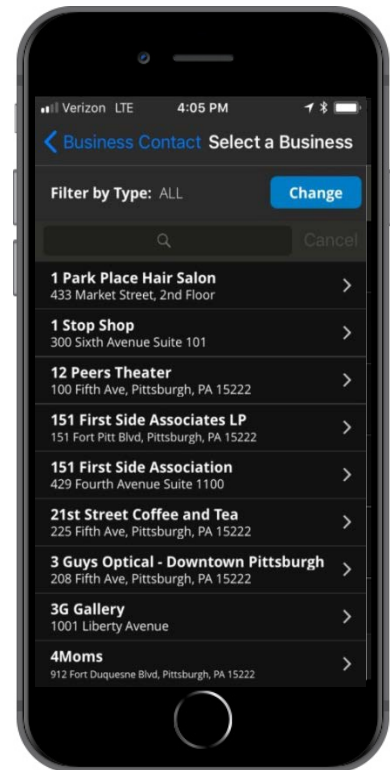 Verizon LTE 4:05 PM
Business Contact Select a Business
Filter by Type: ALL Change
Cancel
1 Park Place Hair Salon
433 Market Street, 2nd Floor
1 Stop Shop
300 Sixth Avenue Suite 101
12 Peers Theater
100 Fifth Ave, Pittsburgh, PA 15222
151 First Side Associates LP
151 Fort Pitt Blvd, Pittsburgh, PA 15222
151 First Side Association
429 Fourth Avenue Suite 1100
21st Street Coffee and Tea
225 Fifth Ave, Pittsburgh, PA 15222
3 Guys Optical - Downtown Pittsburgh
208 Fifth Ave, Pittsburgh, PA 15222
3G Gallery
1001 Liberty Avenue
4Moms
912 Fort Duquesne Blvd, Pittsburgh, PA 15222